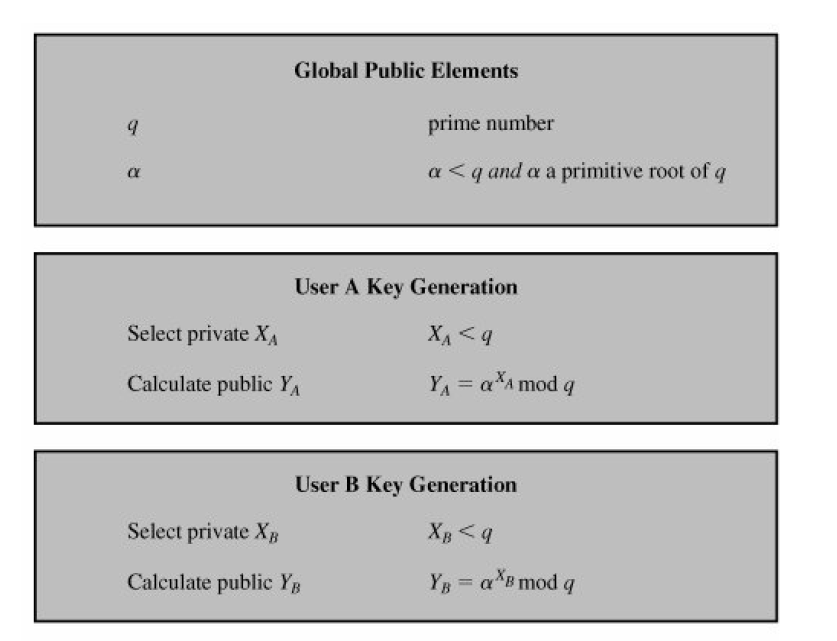 Global Public Elements
q prime number
α α < q and α a primitive root of q
User A Key Generation
Select private X_A X_A < q
Calculate public Y_A Y_A = α^{X_A} mod q
User B Key Generation
Select private X_B X_B < q
Calculate public Y_B Y_B = α^{X_B} mod q